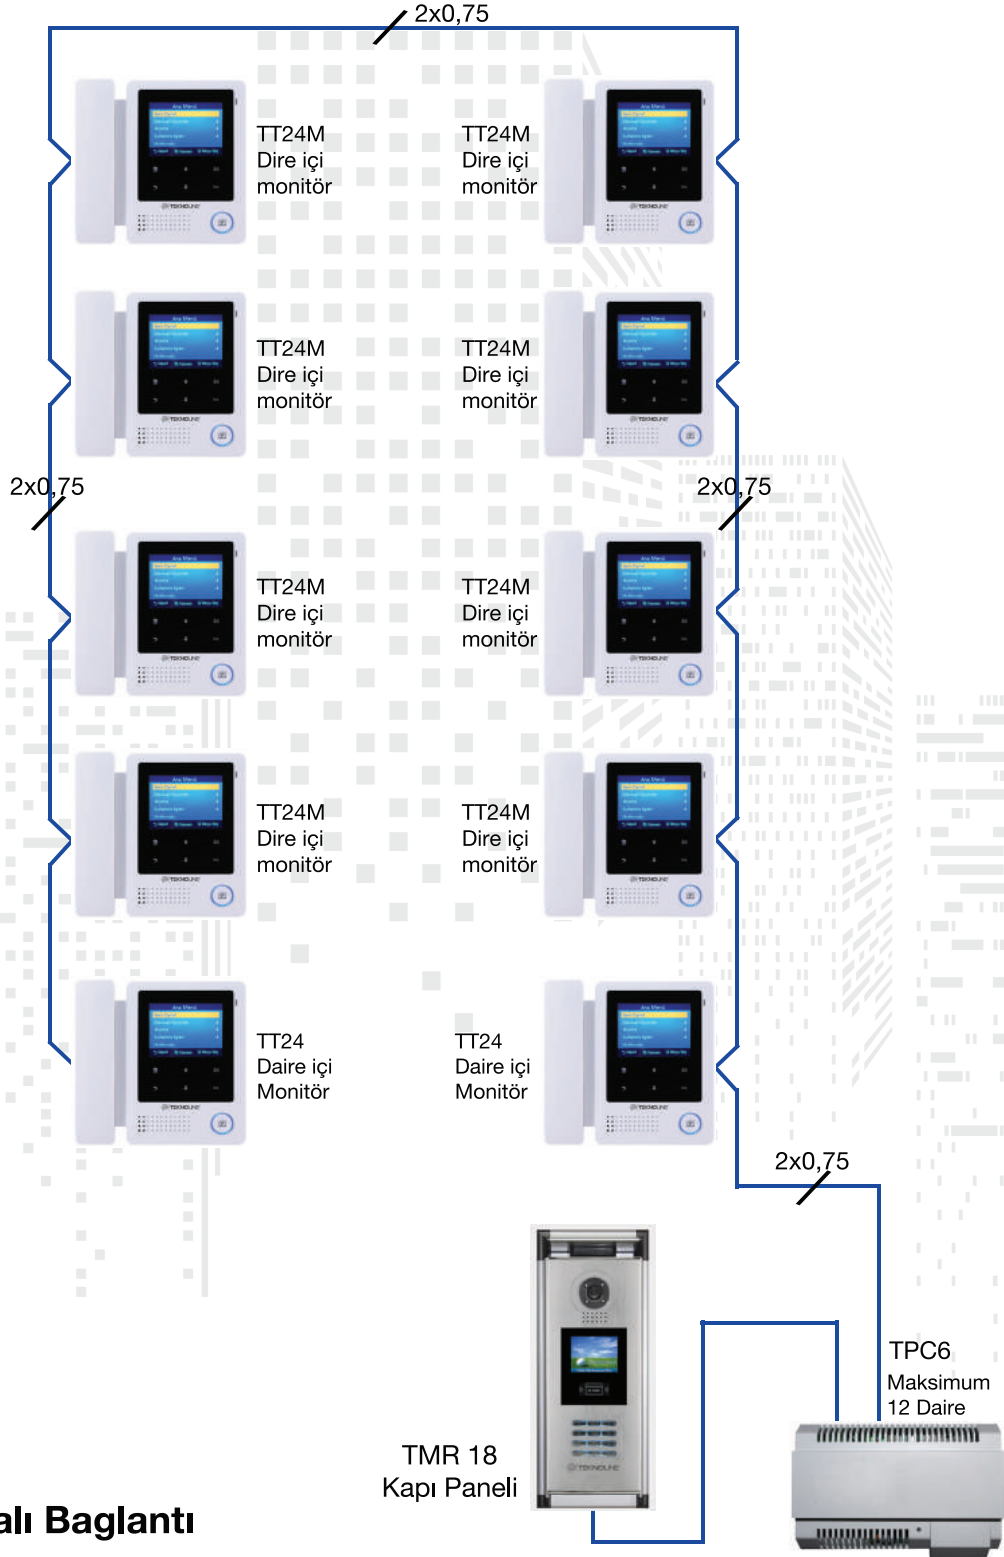 2x0,75
TT24M
Dire içi
monitör
TT24M
Dire içi
monitör
TT24M
Dire içi
monitör
TT24M
Dire içi
monitör
2x0,75
2x0,75
TT24M
Dire içi
monitör
TT24M
Dire içi
monitör
TT24M
Dire içi
monitör
TT24M
Dire içi
monitör
TT24
Daire içi
Monitör
TT24
Daire içi
Monitör
2x0,75
TPC6
Maksimum
12 Daire
TMR 18
Kapı Paneli
alı Baglantı
Ana Menü
TEKNOLINE